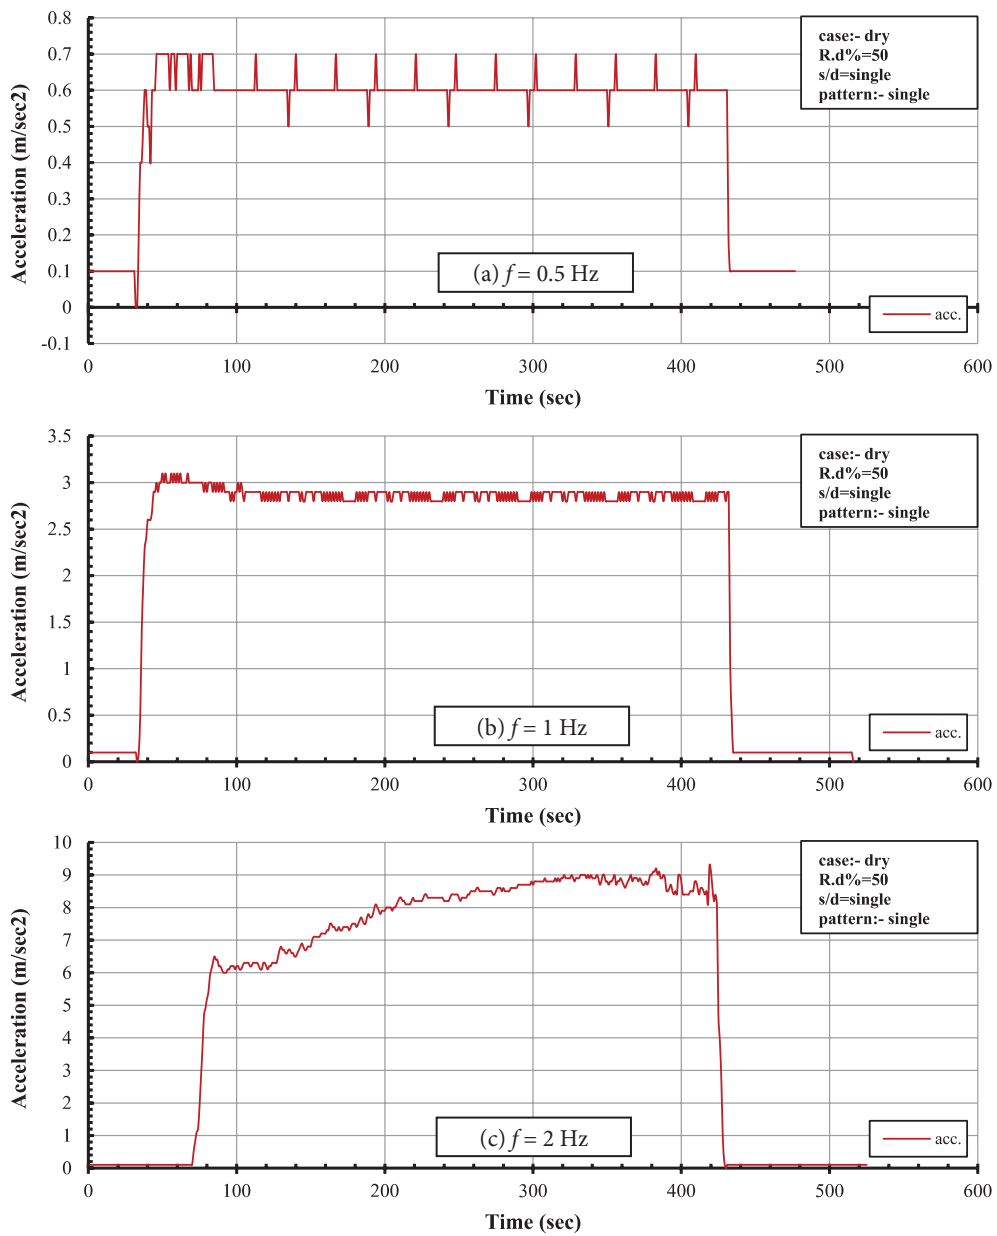 0.8
0.7
0.6
0.5
0.4
0.3
0.2
0.1
0
-0.1
Acceleration (m/sec2)
case:- dry
R.d%=50
s/d=single
pattern:- single
(a) f = 0.5 Hz
acc.
0 100 200 300 400 500 600
Time (sec)
3.5
3
2.5
2
1.5
1
0.5
0
Acceleration (m/sec2)
case:- dry
R.d%=50
s/d=single
pattern:- single
(b) f = 1 Hz
acc.
0 100 200 300 400 500 600
Time (sec)
10
9
8
7
6
5
4
3
2
1
0
Acceleration (m/sec2)
case:- dry
R.d%=50
s/d=single
pattern:- single
(c) f = 2 Hz
acc.
0 100 200 300 400 500 600
Time (sec)